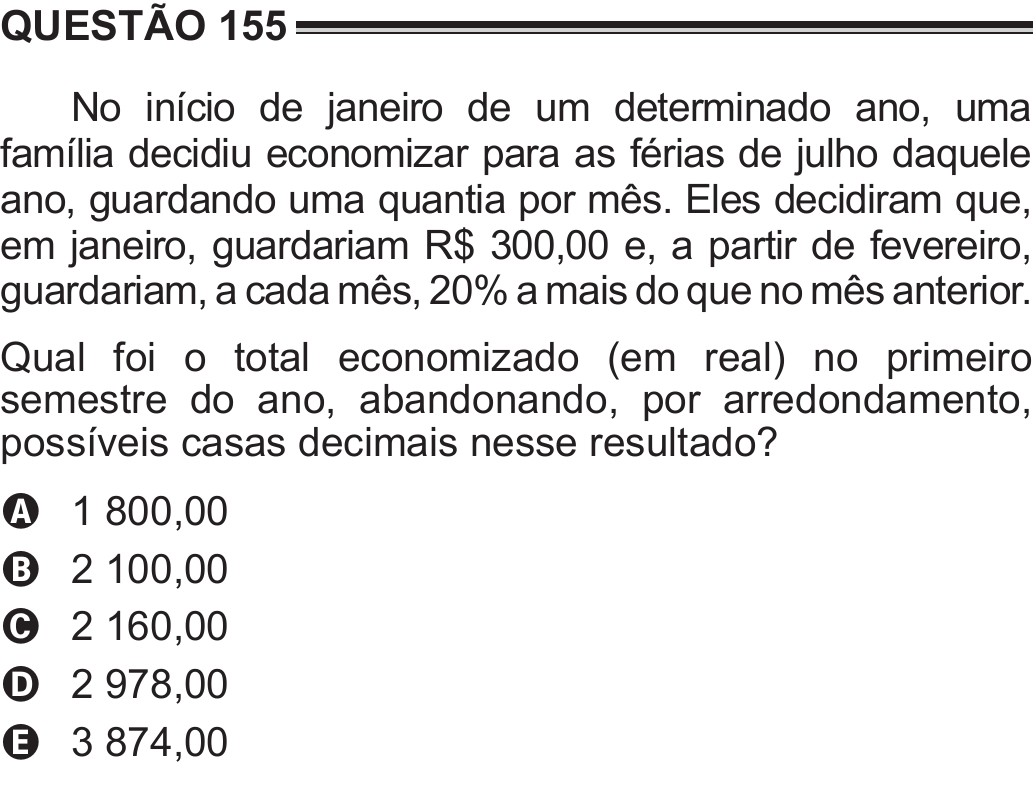 QUESTÃO 155
No início de janeiro de um determinado ano, uma
família decidiu economizar para as férias de julho daquele
ano, guardando uma quantia por mês. Eles decidiram que,
em janeiro, guardariam R$ 300,00 e, a partir de fevereiro,
guardariam, a cada mês, 20% a mais do que no mês anterior.
Qual foi o total economizado (em real) no primeiro
semestre do ano, abandonando, por arredondamento,
possíveis casas decimais nesse resultado?
A 1 800,00
B 2 100,00
C 2 160,00
D 2 978,00
E 3 874,00